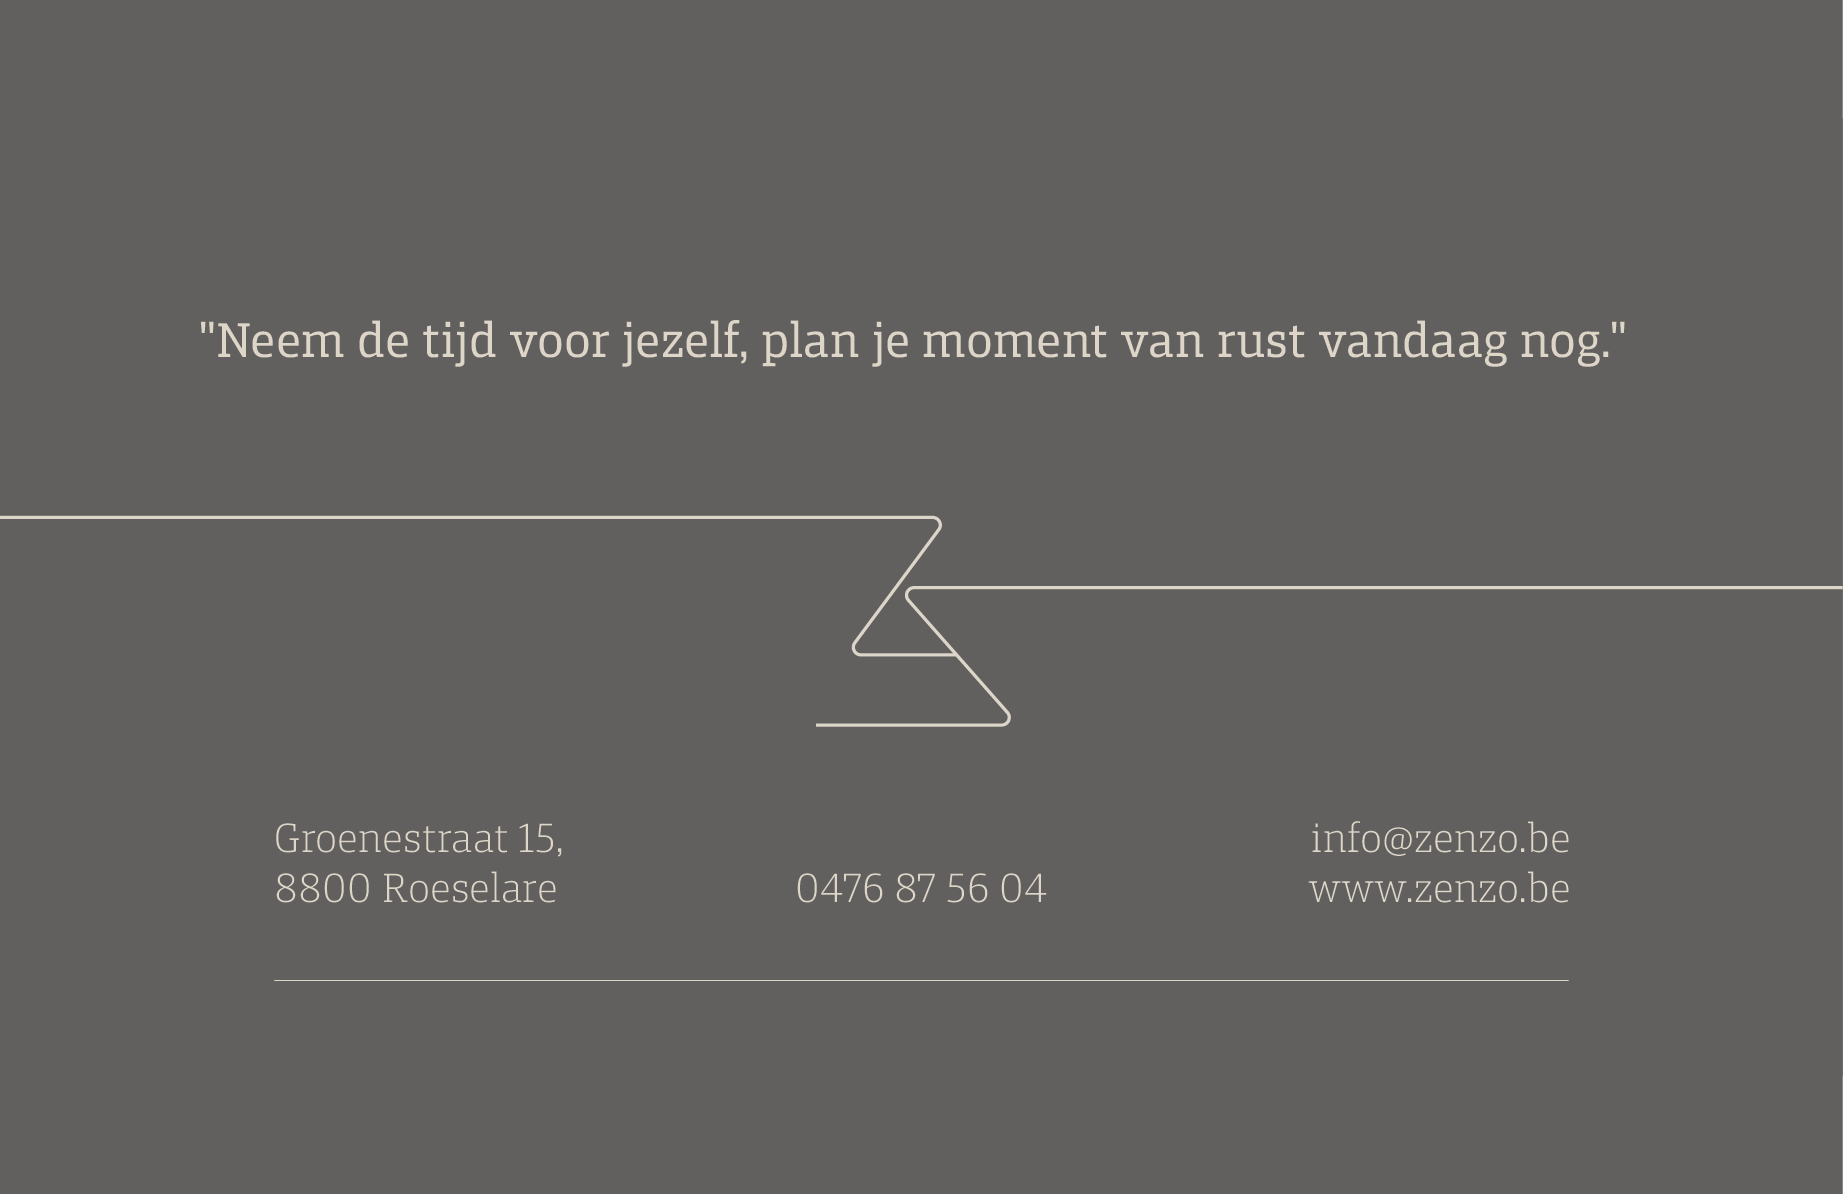 "Neem de tijd voor jezelf, plan je moment van rust vandaag nog."
Groenestraat 15,
8800 Roeselare
0476 87 56 04
info@zenzo.be
www.zenzo.be